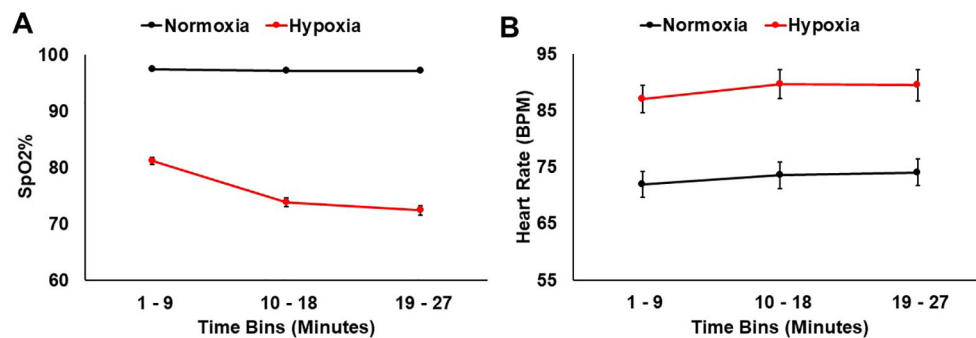 A
Normoxia Hypoxia
100
90
80
70
60
SpO2%
1 - 9 10 - 18 19 - 27
Time Bins (Minutes)
B
Normoxia Hypoxia
95
85
75
65
55
Heart Rate (BPM)
1 - 9 10 - 18 19 - 27
Time Bins (Minutes)